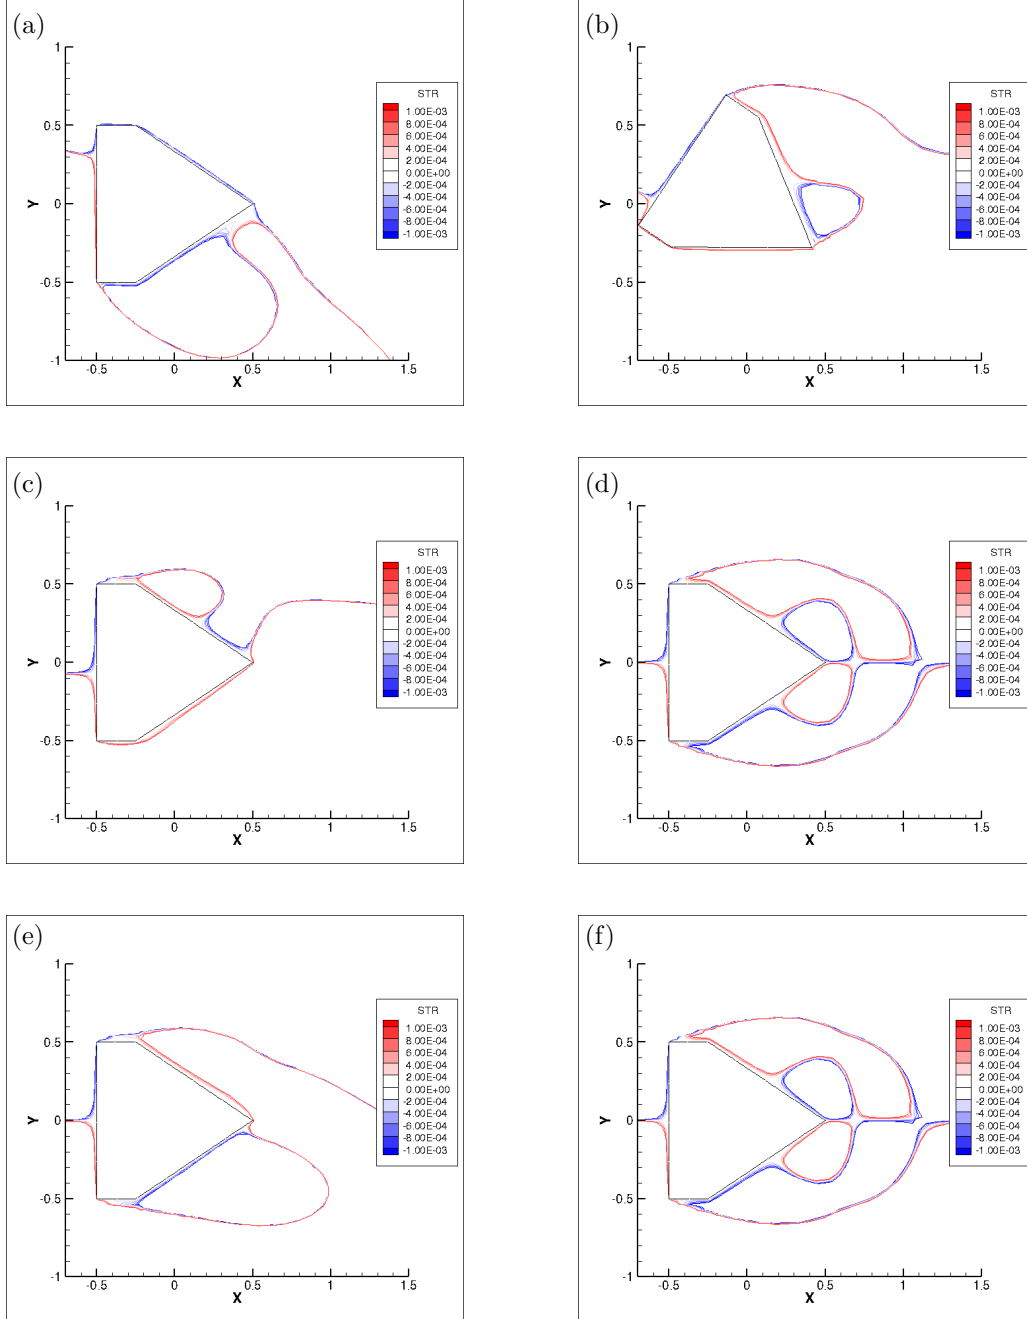 (a)
STR
1.00E-03
8.00E-04
6.00E-04
4.00E-04
2.00E-04
0.00E+00
-2.00E-04
-4.00E-04
-6.00E-04
-8.00E-04
-1.00E-03
1
0.5
0
-0.5
-1
Y
-0.5
0
0.5
1
1.5
X
(b)
STR
1.00E-03
8.00E-04
6.00E-04
4.00E-04
2.00E-04
0.00E+00
-2.00E-04
-4.00E-04
-6.00E-04
-8.00E-04
-1.00E-03
1
0.5
0
-0.5
-1
Y
-0.5
0
0.5
1
1.5
X
(c)
STR
1.00E-03
8.00E-04
6.00E-04
4.00E-04
2.00E-04
0.00E+00
-2.00E-04
-4.00E-04
-6.00E-04
-8.00E-04
-1.00E-03
1
0.5
0
-0.5
-1
Y
-0.5
0
0.5
1
1.5
X
(d)
STR
1.00E-03
8.00E-04
6.00E-04
4.00E-04
2.00E-04
0.00E+00
-2.00E-04
-4.00E-04
-6.00E-04
-8.00E-04
-1.00E-03
1
0.5
0
-0.5
-1
Y
-0.5
0
0.5
1
1.5
X
(e)
STR
1.00E-03
8.00E-04
6.00E-04
4.00E-04
2.00E-04
0.00E+00
-2.00E-04
-4.00E-04
-6.00E-04
-8.00E-04
-1.00E-03
1
0.5
0
-0.5
-1
Y
-0.5
0
0.5
1
1.5
X
(f)
STR
1.00E-03
8.00E-04
6.00E-04
4.00E-04
2.00E-04
0.00E+00
-2.00E-04
-4.00E-04
-6.00E-04
-8.00E-04
-1.00E-03
1
0.5
0
-0.5
-1
Y
-0.5
0
0.5
1
1.5
X